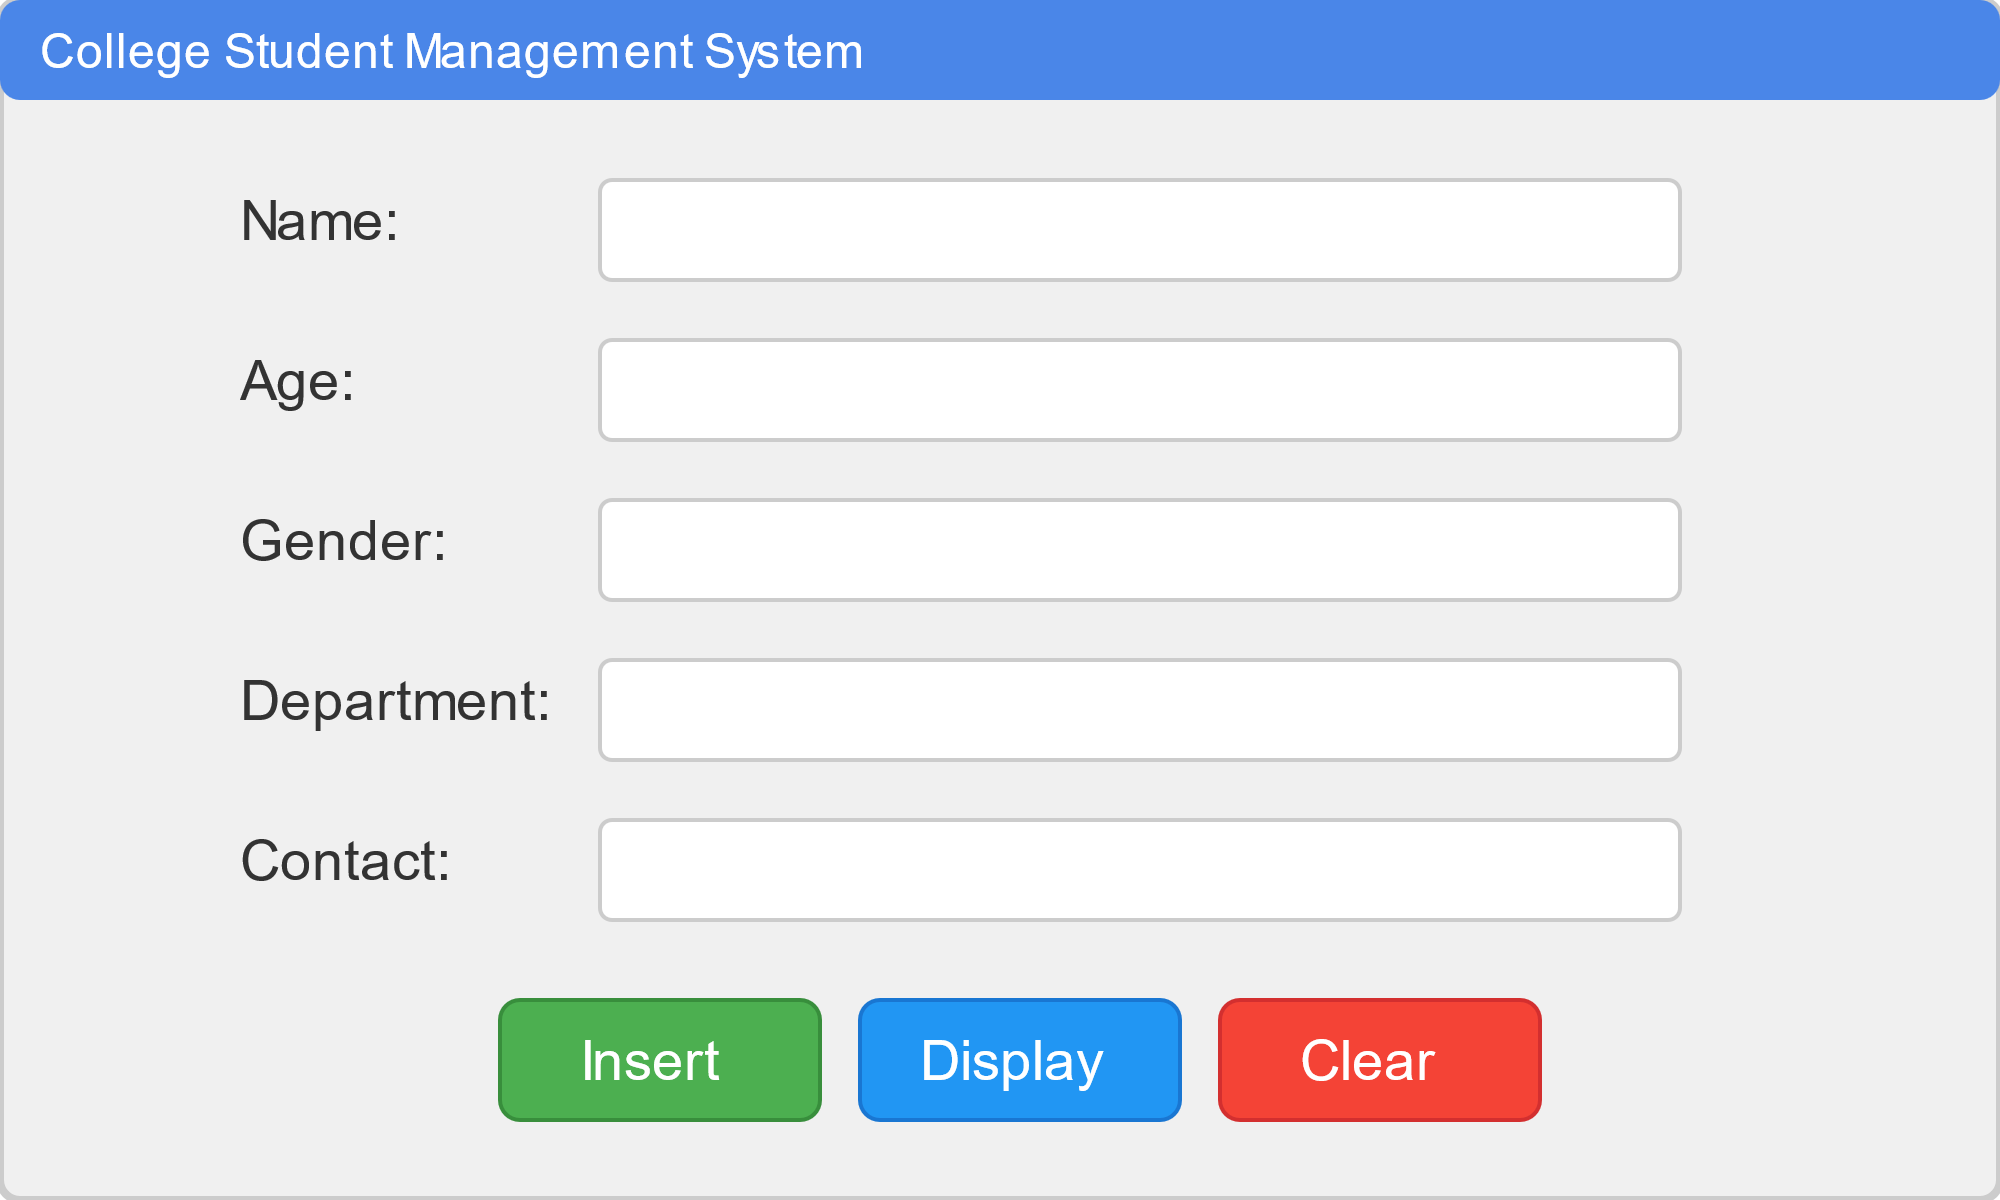 College Student Management System
Name:
Age:
Gender:
Department:
Contact:
Insert
Display
Clear